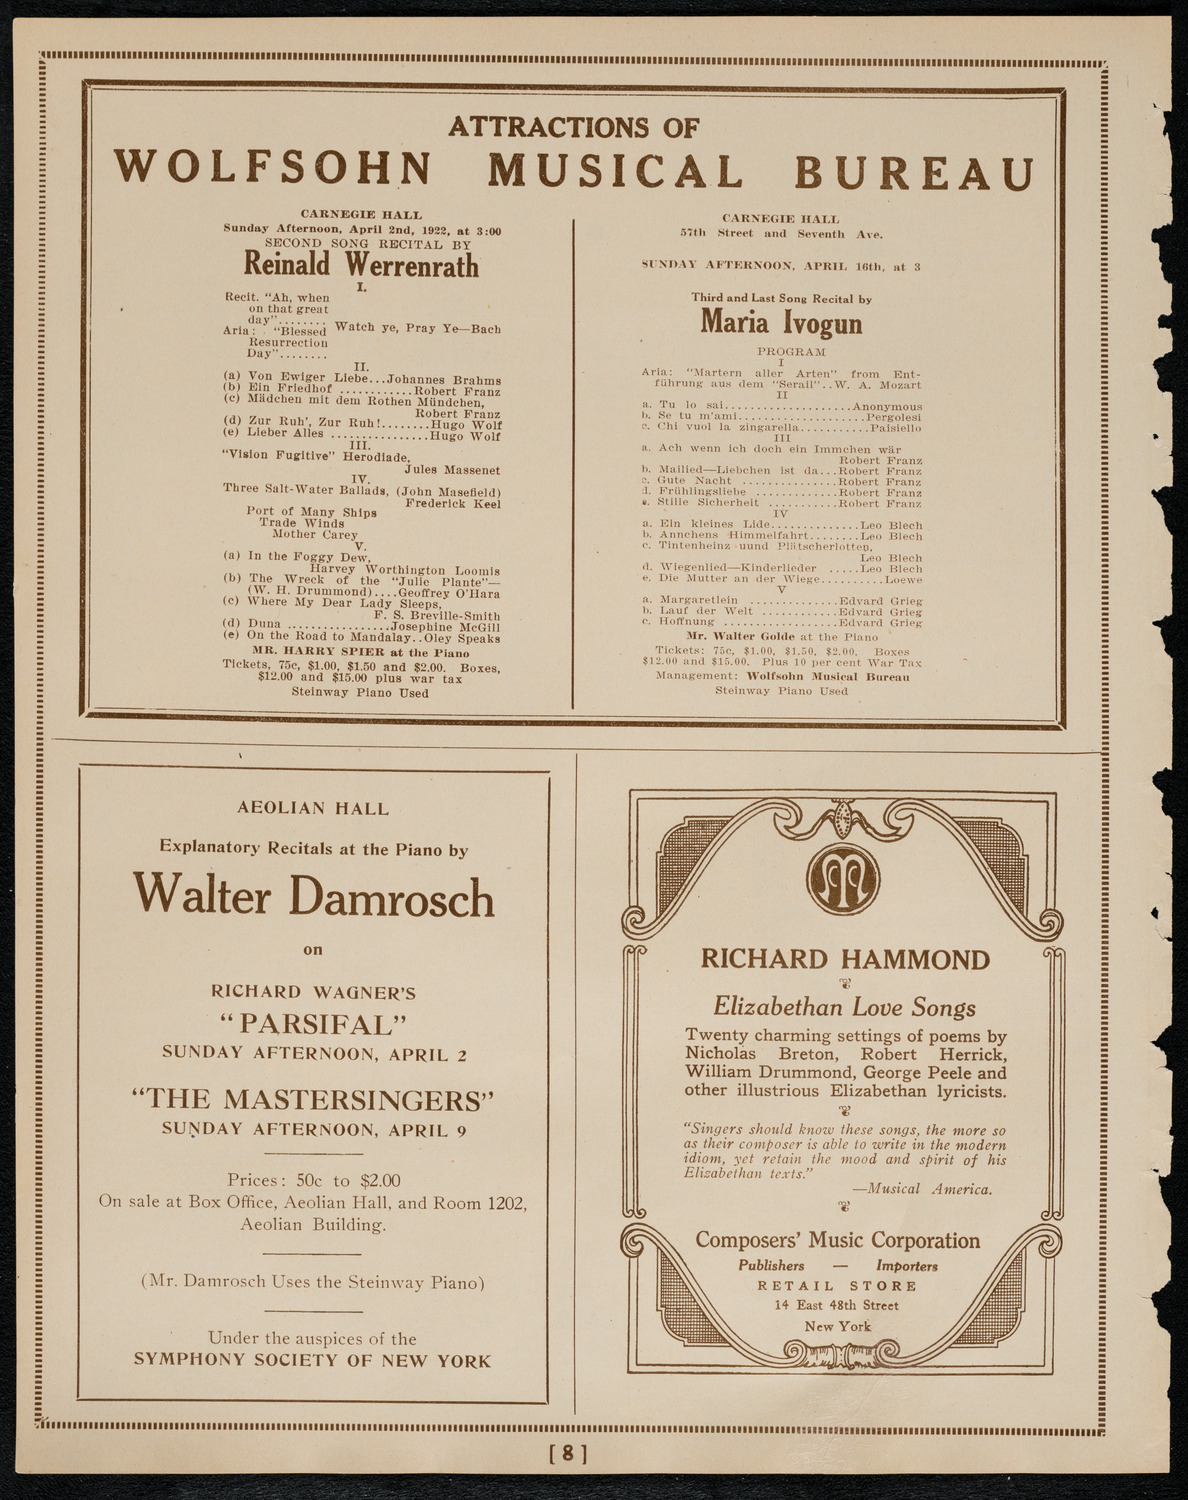 ATTRACTIONS OF
WOLFSOHN MUSICAL BUREAU
CARNEGIE HALL
Sunday Afternoon, April 2nd, 1922, at 3:00
SECOND SONG RECITAL BY
Reinald Werrenrath
I.
Recit. "Ah, when
on that great
day"........
Aria: "Blessed Watch ye, Pray Ye—Bach
Resurrection
Day"........
II.
(a) Von Ewiger Liebe...Johannes Brahms
(b) Ein Friedhof ...........Robert Franz
(c) Mädchen mit dem Rothen Mündchen,
Robert Franz
(d) Zur Ruh', Zur Ruh!........Hugo Wolf
(e) Lieber Alles ...............Hugo Wolf
III.
"Vision Fugitive" Herodiade,
Jules Massenet
IV.
Three Salt-Water Ballads, (John Masefield)
Frederick Keel
Port of Many Ships
Trade Winds
Mother Carey
V.
(a) In the Foggy Dew,
Harvey Worthington Loomis
(b) The Wreck of the "Julie Plante"—
(W. H. Drummond)....Geoffrey O'Hara
(c) Where My Dear Lady Sleeps,
F. S. Breville-Smith
(d) Duna ................Josephine McGill
(e) On the Road to Mandalay..Oley Speaks
MR. HARRY SPIER at the Piano
Tickets, 75c, $1.00, $1.50 and $2.00. Boxes,
$12.00 and $15.00 plus war tax
Steinway Piano Used
CARNEGIE HALL
57th Street and Seventh Ave.
SUNDAY AFTERNOON, APRIL 16th, at 3
Third and Last Song Recital by
Maria Ivogun
PROGRAM
I
Aria: "Martern aller Arten" from Ent-
führung aus dem "Serail"..W. A. Mozart
II
a. Tu lo sai...................Anonymous
b. Se tu m'ami...................Pergolesi
c. Chi vuol la zingarella...........Paisiello
III
a. Ach wenn ich doch ein Immchen wär
Robert Franz
b. Mailied—Liebchen ist da...Robert Franz
c. Gute Nacht ..............Robert Franz
d. Frühlingsliebe ............Robert Franz
e. Stille Sicherheit ..........Robert Franz
IV
a. Ein kleines Lide..............Leo Blech
b. Annchens Himmelfahrt........Leo Blech
c. Tintenheinz uund Plätscherlotten,
Leo Blech
d. Wiegenlied—Kinderlieder .....Leo Blech
e. Die Mutter an der Wiege..........Loewe
V
a. Margaretlein ..............Edvard Grieg
b. Lauf der Welt ............Edvard Grieg
c. Hoffnung ..................Edvard Grieg
Mr. Walter Golde at the Piano
Tickets: 75c, $1.00, $1.50, $2.00. Boxes
$12.00 and $15.00. Plus 10 per cent War Tax
Management: Wolfsohn Musical Bureau
Steinway Piano Used
AEOLIAN HALL
Explanatory Recitals at the Piano by
Walter Damrosch
on
RICHARD WAGNER'S
"PARSIFAL"
SUNDAY AFTERNOON, APRIL 2
"THE MASTERSINGERS"
SUNDAY AFTERNOON, APRIL 9
Prices: 50c to $2.00
On sale at Box Office, Aeolian Hall, and Room 1202,
Aeolian Building.
(Mr. Damrosch Uses the Steinway Piano)
Under the auspices of the
SYMPHONY SOCIETY OF NEW YORK
M
RICHARD HAMMOND
Elizabethan Love Songs
Twenty charming settings of poems by
Nicholas Breton, Robert Herrick,
William Drummond, George Peele and
other illustrious Elizabethan lyricists.
"Singers should know these songs, the more so
as their composer is able to write in the modern
idiom, yet retain the mood and spirit of his
Elizabethan texts."
—Musical America.
Composers' Music Corporation
Publishers — Importers
RETAIL STORE
14 East 48th Street
New York
[ 8 ]